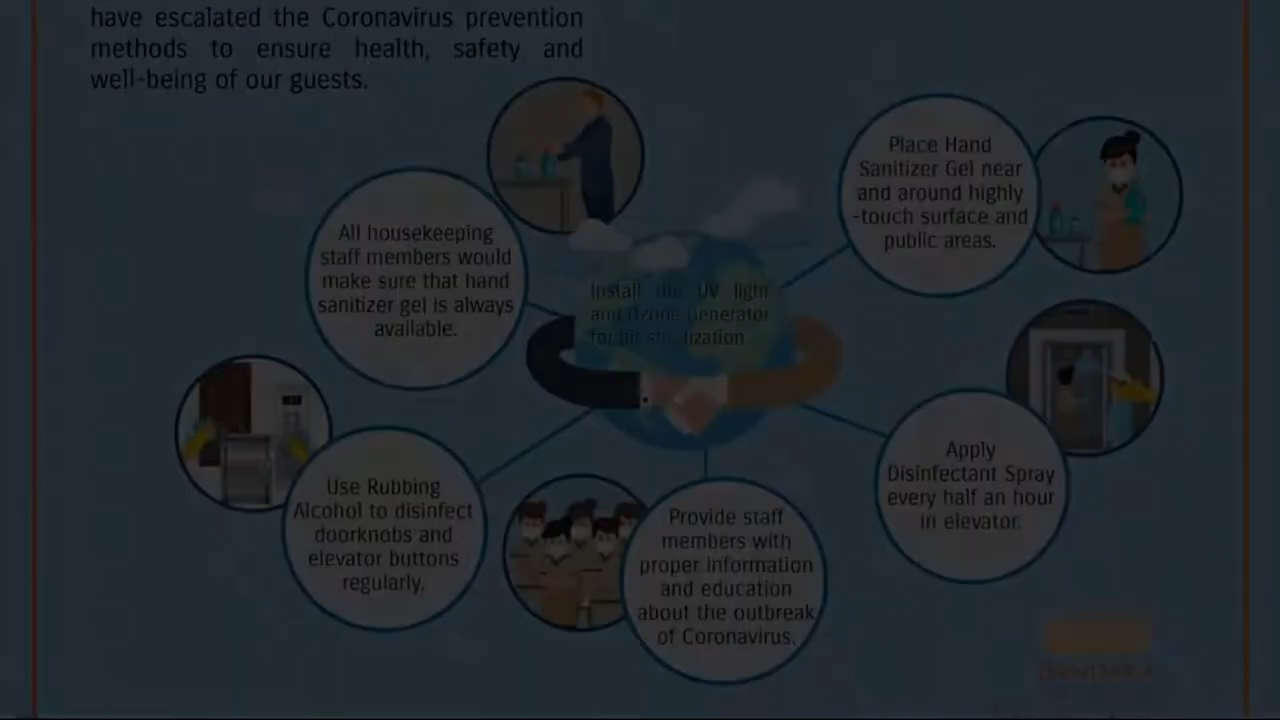 have escalated the Coronavirus prevention
methods to ensure health, safety and
well-being of our guests.
Place Hand
Sanitizer Gel near
and around highly
-touch surface and
public areas.
All housekeeping
staff members would
make sure that hand
sanitizer gel is always
available.
Install the UV light
and Ozone Generator
for air sterilization
Apply
Disinfectant Spray
every half an hour
in elevator.
Use Rubbing
Alcohol to disinfect
doorknobs and
elevator buttons
regularly.
Provide staff
members with
proper information
and education
about the outbreak
of Coronavirus.